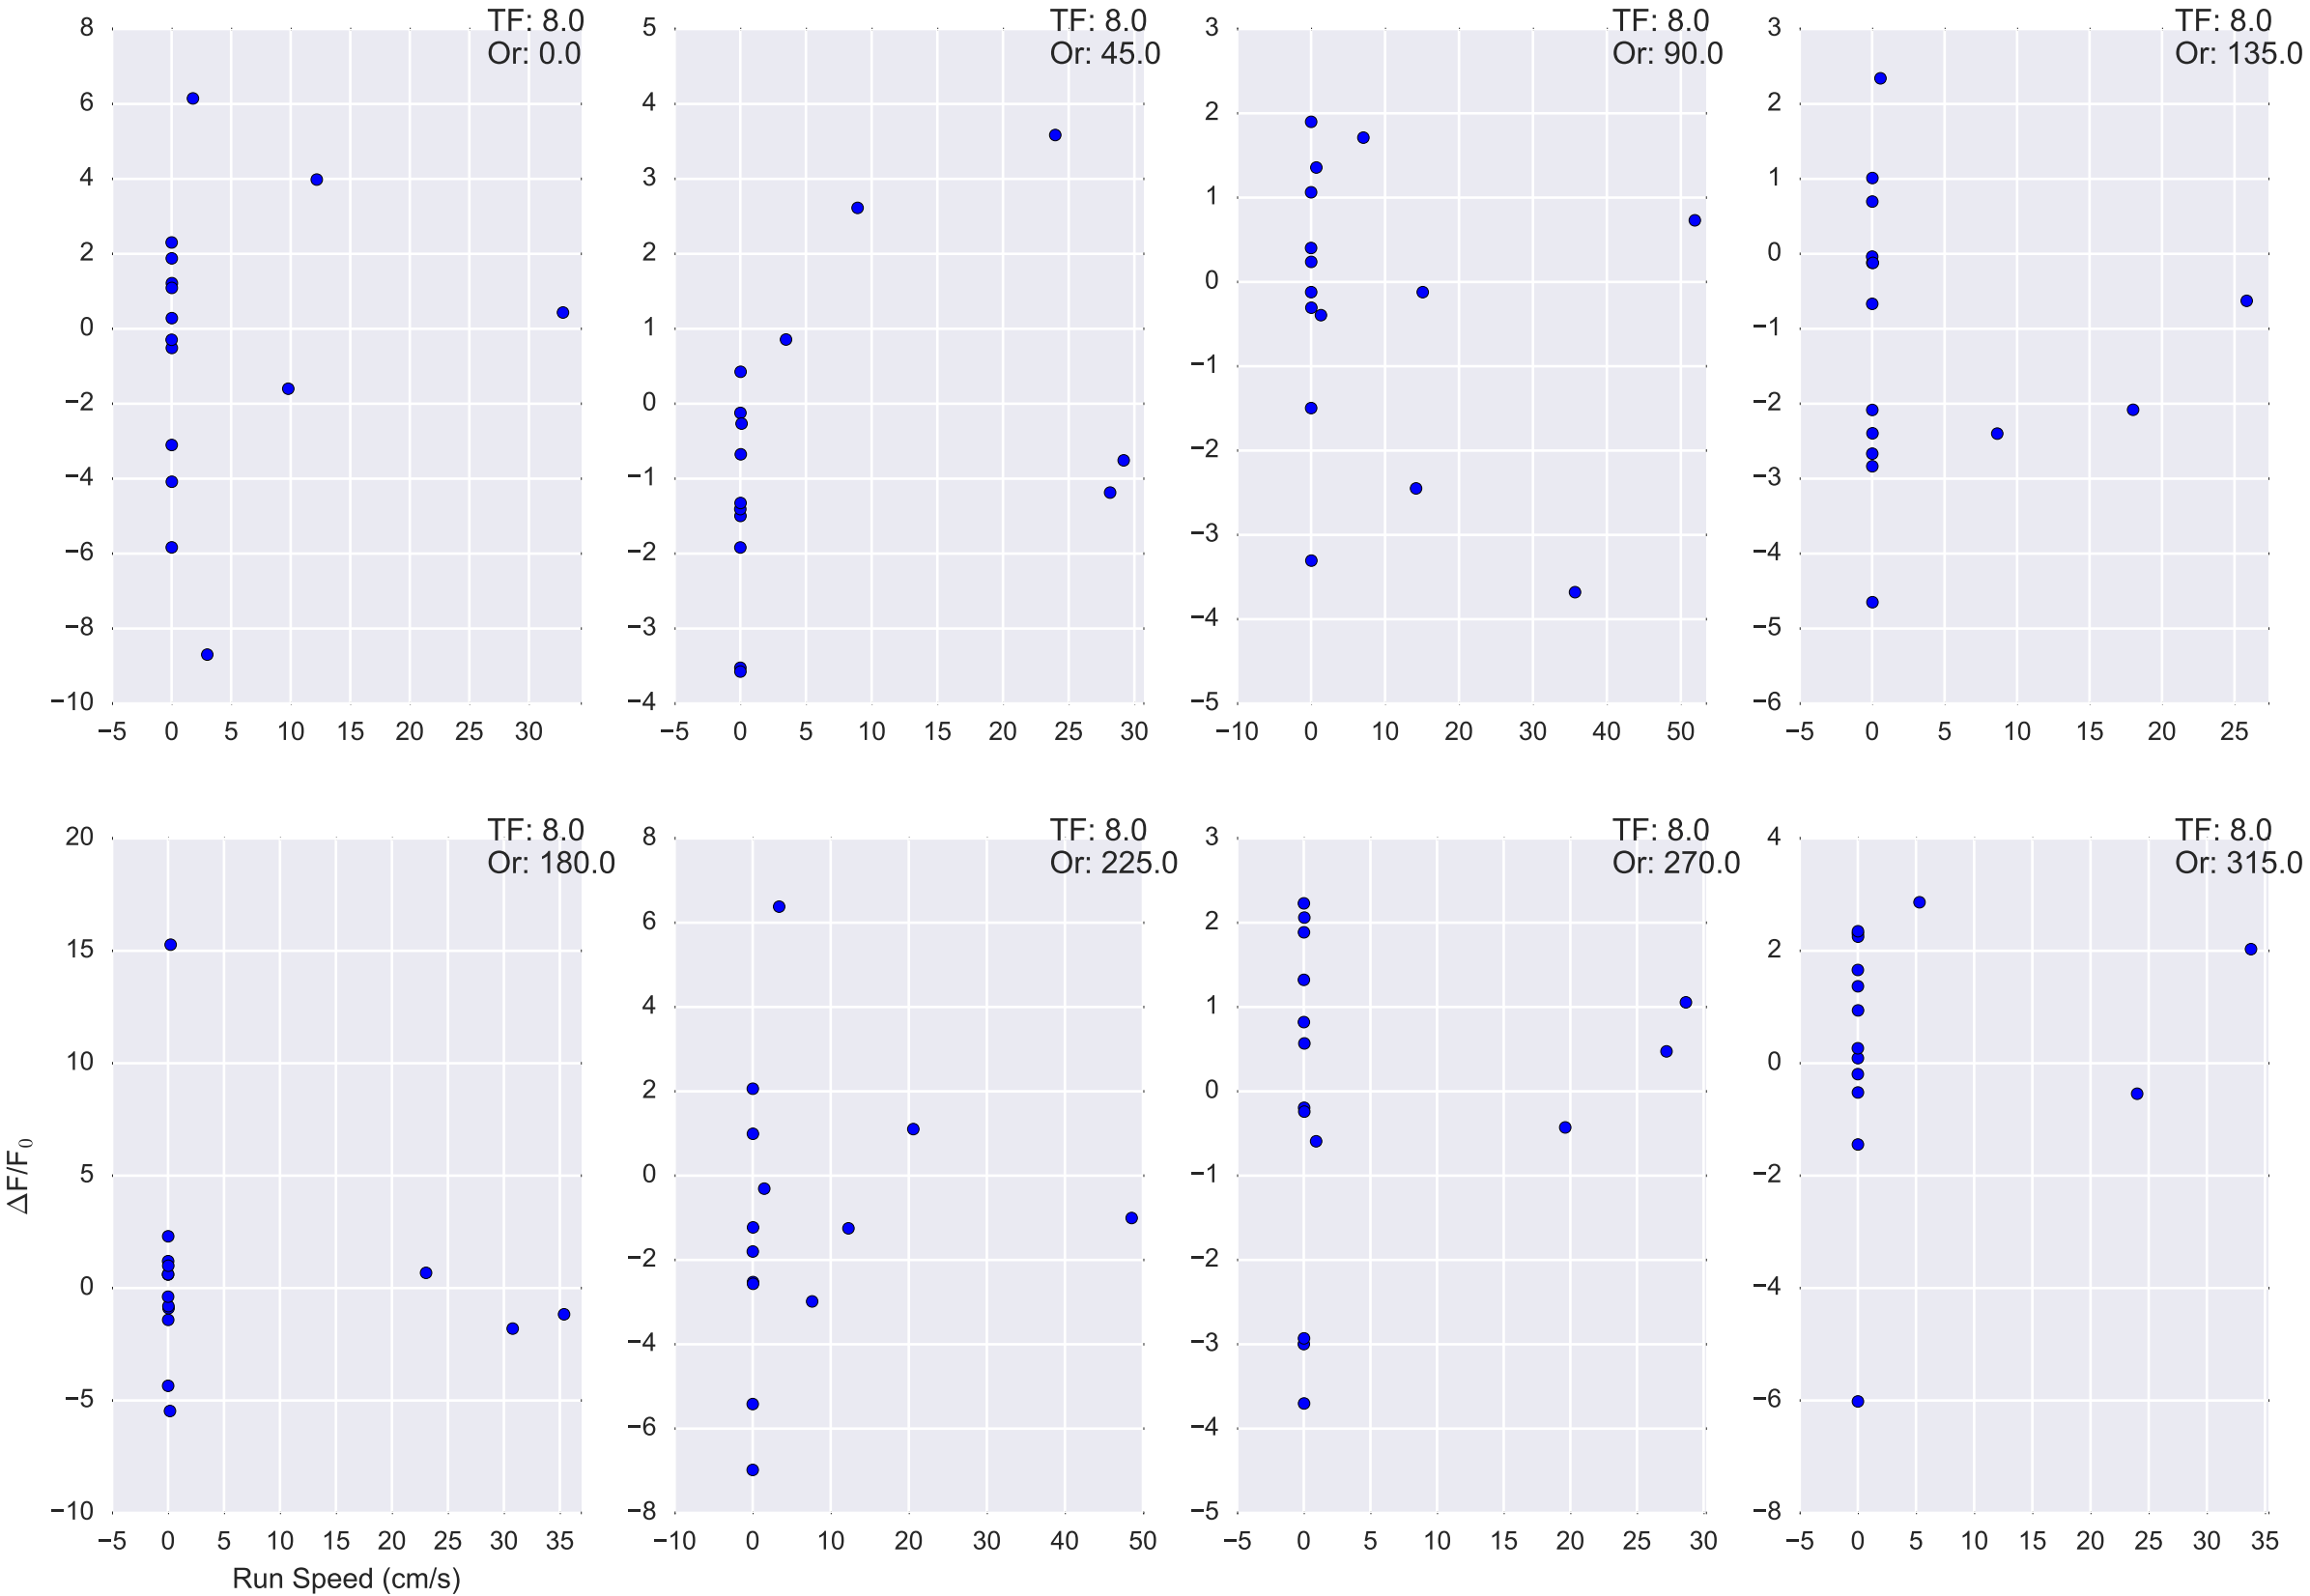 TF: 8.0
Or: 0.0
8
6
4
2
0
−2
−4
−6
−8
−10
−5 0 5 10 15 20 25 30
TF: 8.0
Or: 45.0
5
4
3
2
1
0
−1
−2
−3
−4
−5 0 5 10 15 20 25 30
TF: 8.0
Or: 90.0
3
2
1
0
−1
−2
−3
−4
−5
−10 0 10 20 30 40 50
TF: 8.0
Or: 135.0
3
2
1
0
−1
−2
−3
−4
−5
−6
−5 0 5 10 15 20 25
TF: 8.0
Or: 180.0
20
15
10
5
0
−5
−10
−5 0 5 10 15 20 25 30 35
ΔF/F₀
Run Speed (cm/s)
TF: 8.0
Or: 225.0
8
6
4
2
0
−2
−4
−6
−8
−10 0 10 20 30 40 50
TF: 8.0
Or: 270.0
3
2
1
0
−1
−2
−3
−4
−5
−5 0 5 10 15 20 25 30
TF: 8.0
Or: 315.0
4
2
0
−2
−4
−6
−8
−5 0 5 10 15 20 25 30 35